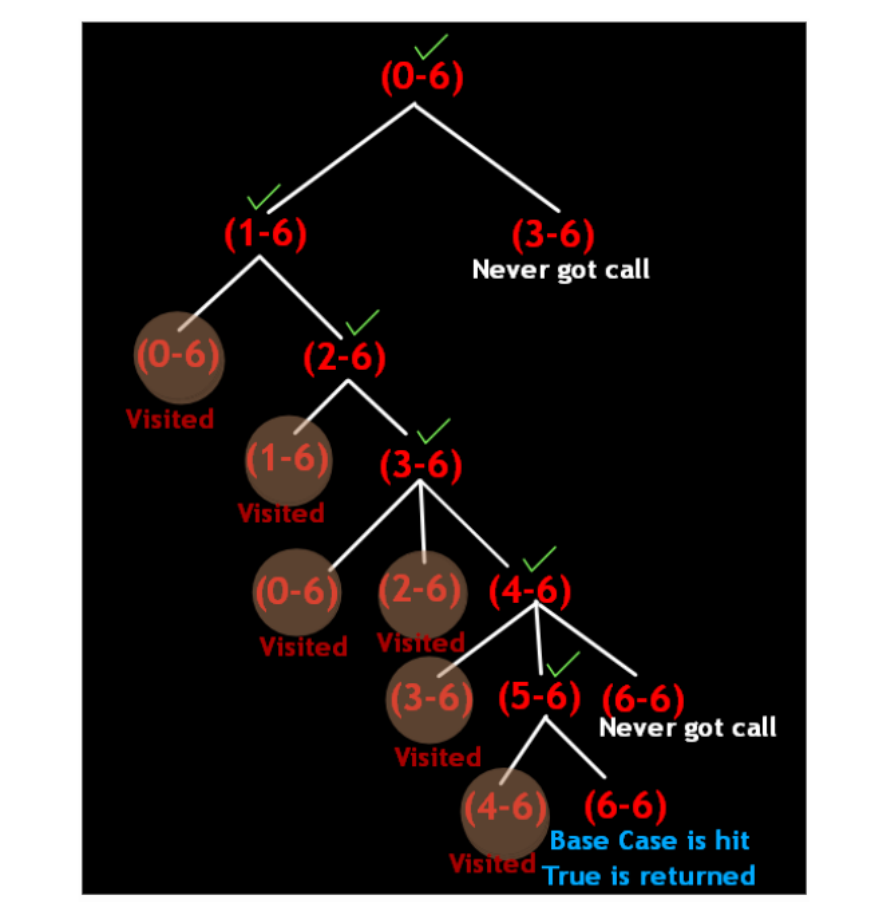 (0-6)
(1-6)
(3-6)
Never got call
(0-6)
(2-6)
Visited
(1-6)
(3-6)
Visited
(0-6)
(2-6)
(4-6)
Visited
Visited
(3-6)
(5-6)
(6-6)
Never got call
Visited
(4-6)
(6-6)
Base Case is hit
Visited
True is returned